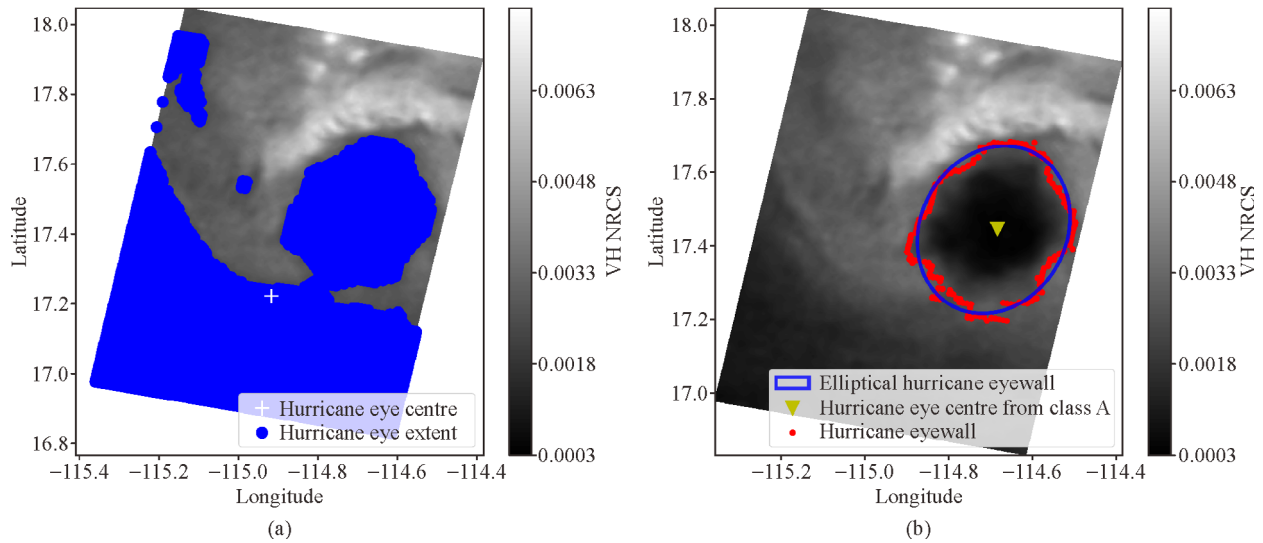 18.0
17.8
17.6
17.4
17.2
17.0
16.8
Latitude
−115.4
−115.2
−114.9
−114.8
−114.6
−114.4
Longitude
Hurricane eye centre
Hurricane eye extent
0.0063
0.0048
0.0033
0.0018
0.0003
VH NRCS
(a)
18.0
17.8
17.6
17.4
17.2
17.0
Latitude
−115.2
−115.0
−114.8
−114.6
−114.4
Longitude
Elliptical hurricane eyewall
Hurricane eye centre from class A
Hurricane eyewall
0.0063
0.0048
0.0033
0.0018
0.0003
VH NRCS
(b)